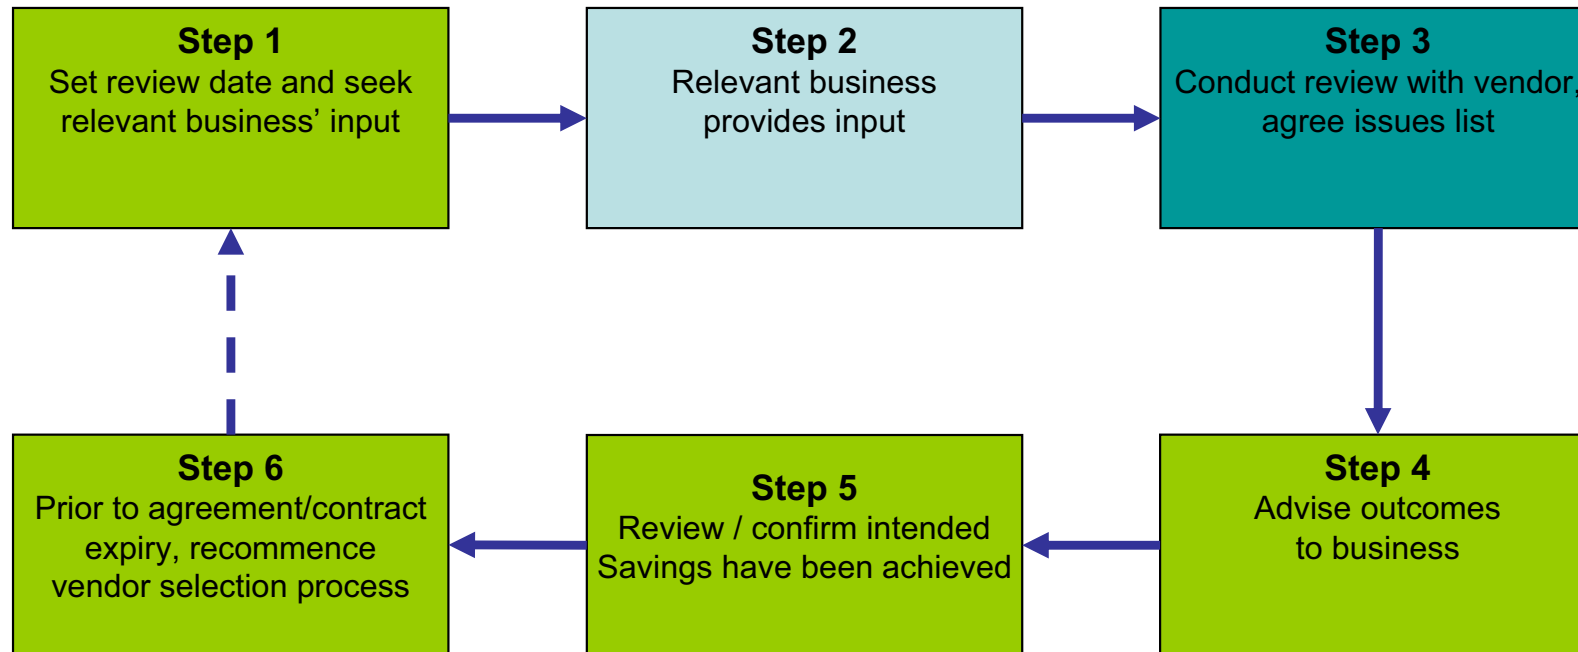 Step 1
Set review date and seek
relevant business’ input
Step 2
Relevant business
provides input
Step 3
Conduct review with vendor,
agree issues list
Step 4
Advise outcomes
to business
Step 5
Review / confirm intended
Savings have been achieved
Step 6
Prior to agreement/contract
expiry, recommence
vendor selection process